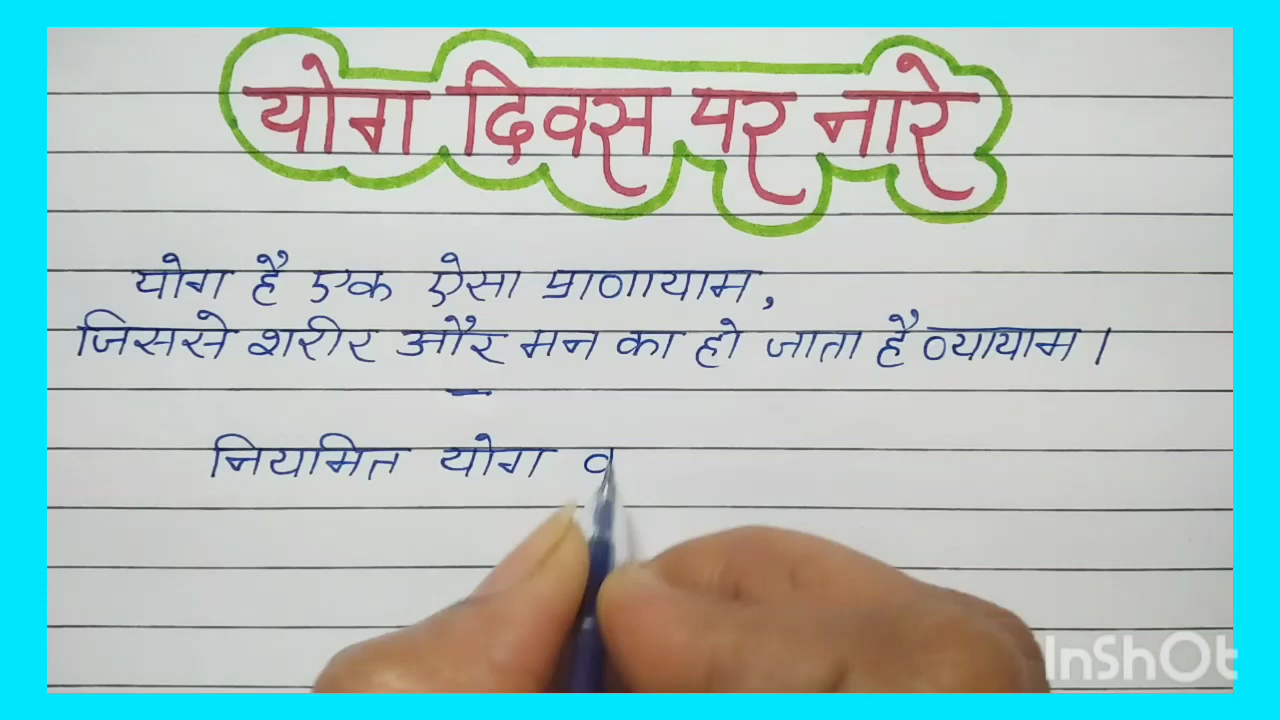 योग दिवस पर नारे
योग है एक ऐसा प्राणायाम,
जिससे शरीर और मन का हो जाता है व्यायाम।
नियमित योग
InShOt